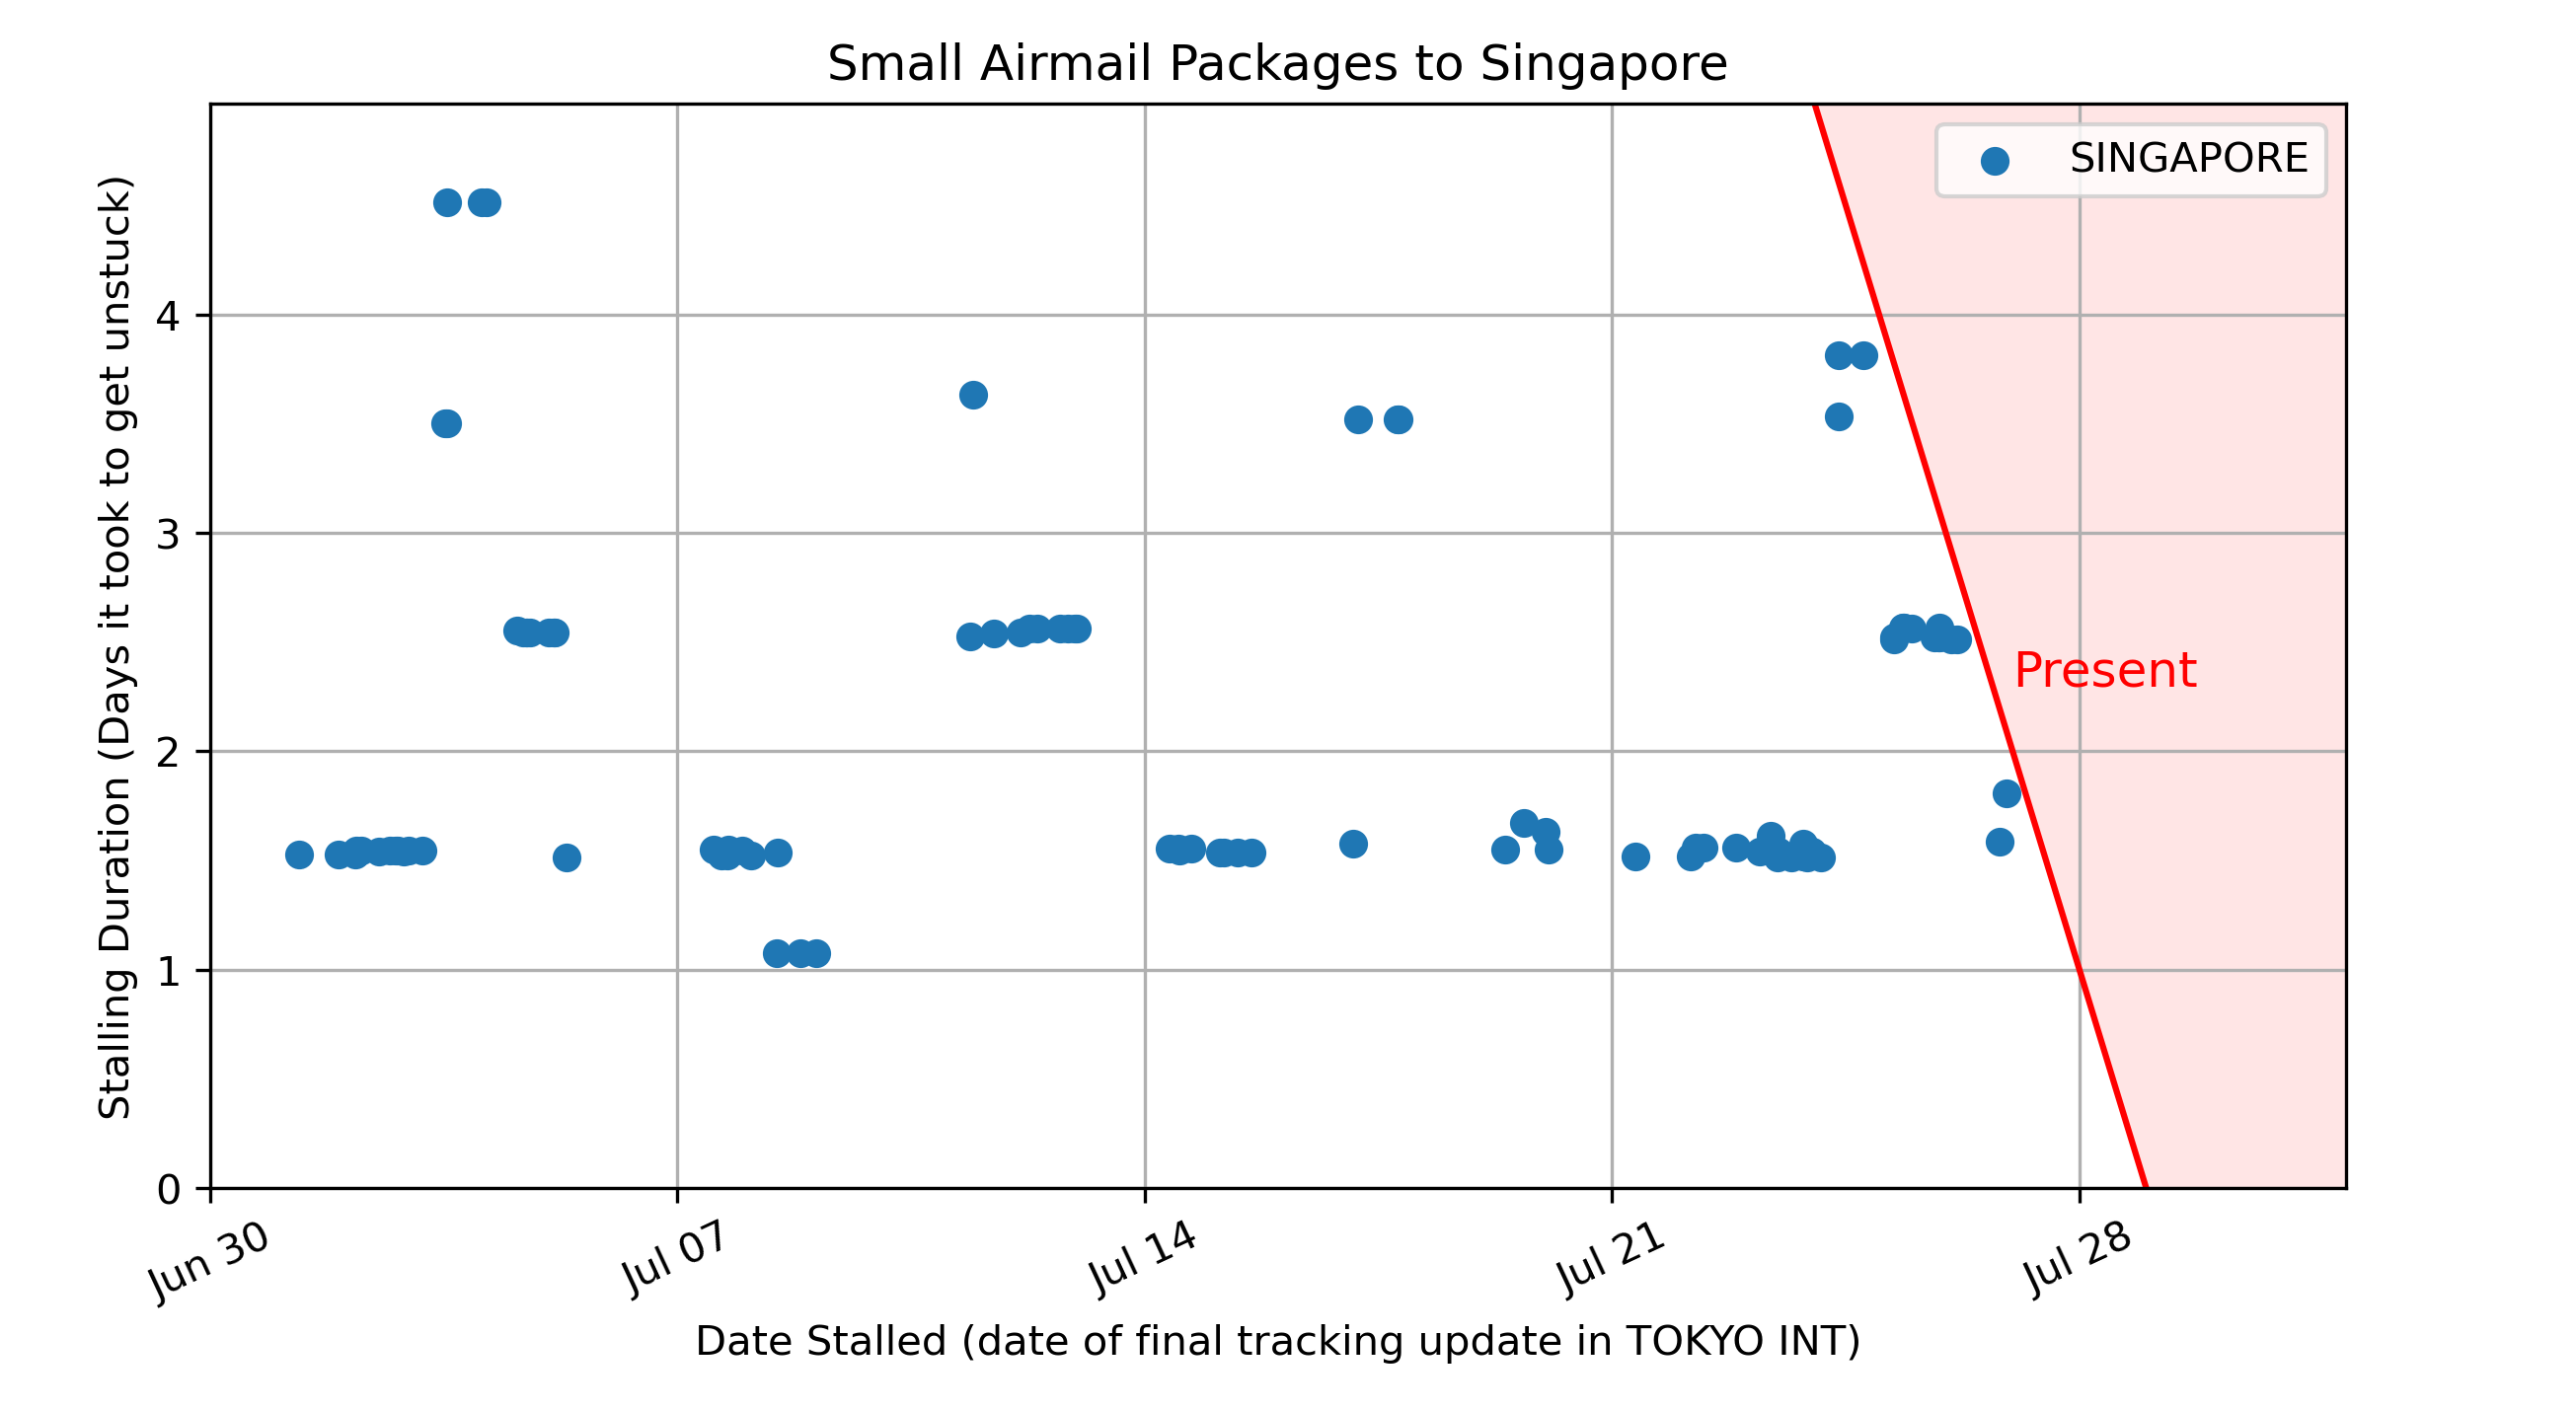 Small Airmail Packages to Singapore
SINGAPORE
Stalling Duration (Days it took to get unstuck)
4
3
2
1
0
Present
Jun 30
Jul 07
Jul 14
Jul 21
Jul 28
Date Stalled (date of final tracking update in TOKYO INT)